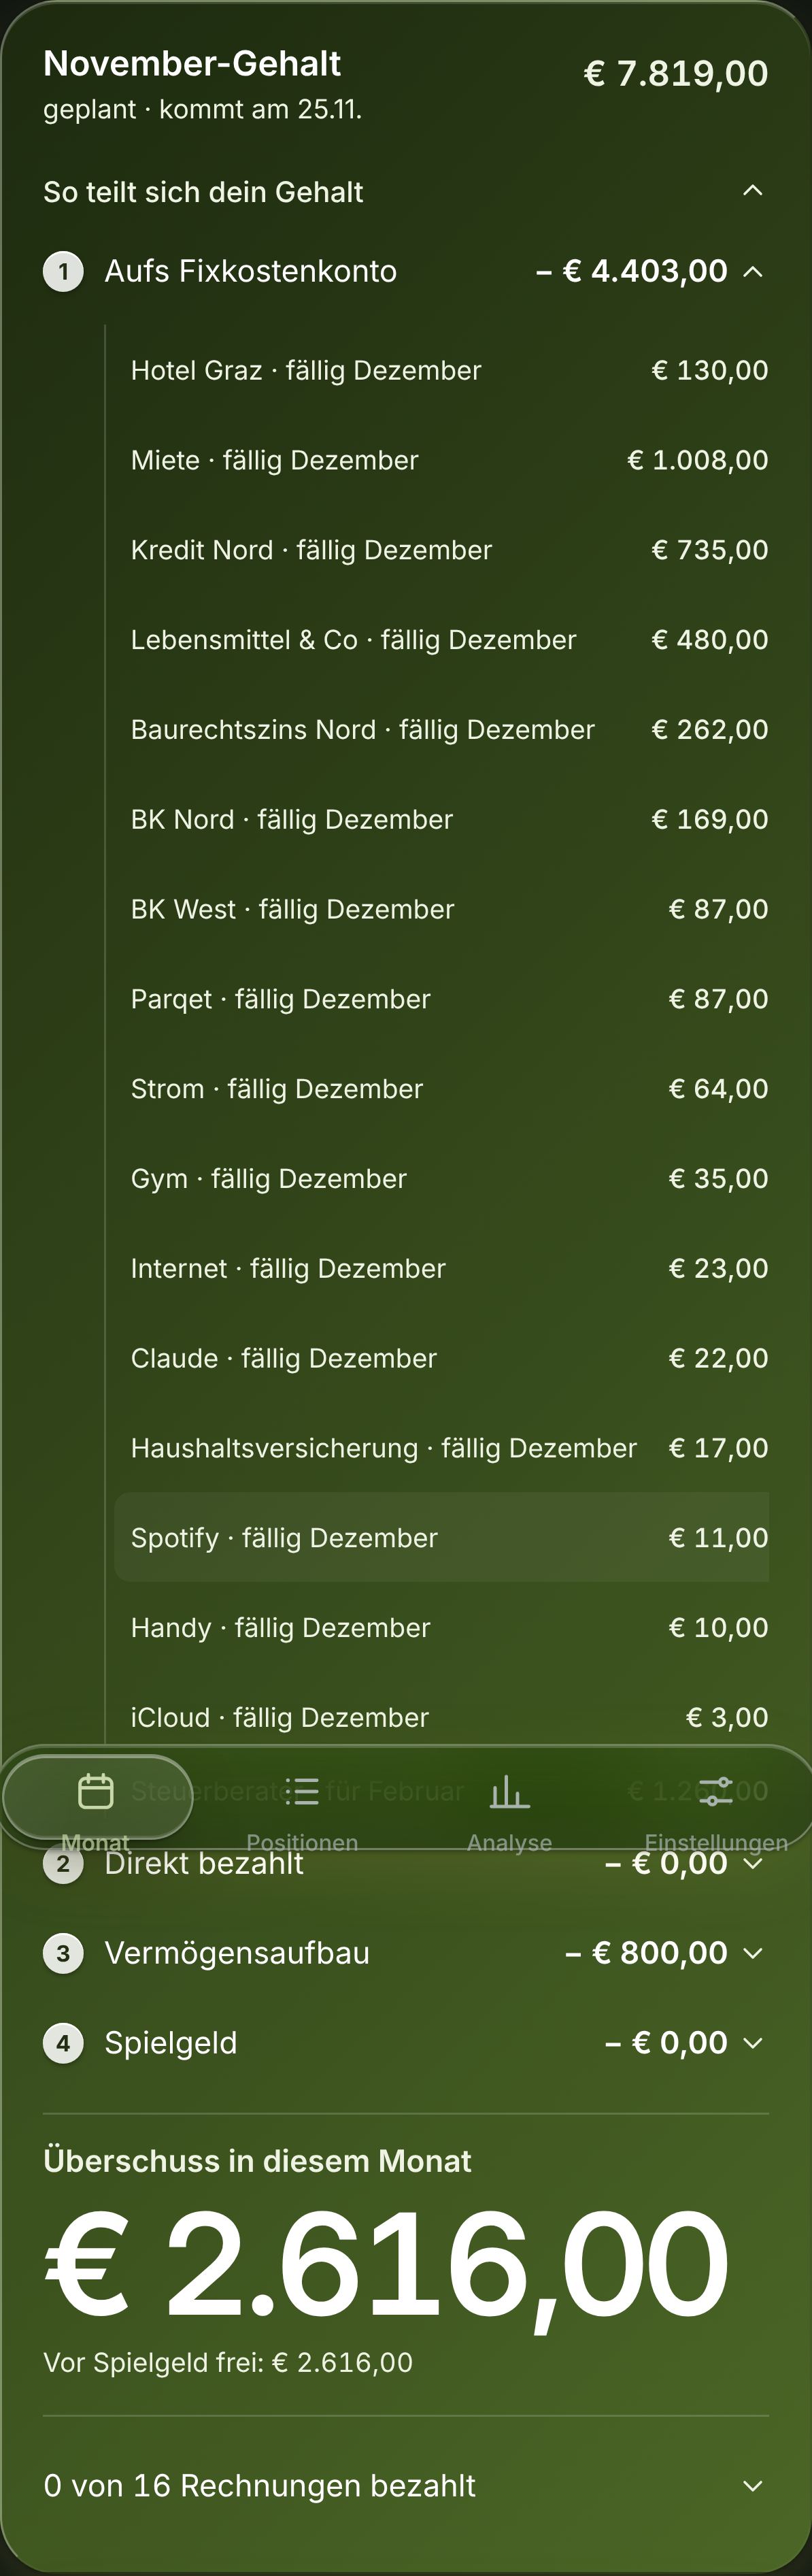 November-Gehalt
€ 7.819,00
geplant · kommt am 25.11.
So teilt sich dein Gehalt
1 Aufs Fixkostenkonto – € 4.403,00
Hotel Graz · fällig Dezember € 130,00
Miete · fällig Dezember € 1.008,00
Kredit Nord · fällig Dezember € 735,00
Lebensmittel & Co · fällig Dezember € 480,00
Baurechtszins Nord · fällig Dezember € 262,00
BK Nord · fällig Dezember € 169,00
BK West · fällig Dezember € 87,00
Parqet · fällig Dezember € 87,00
Strom · fällig Dezember € 64,00
Gym · fällig Dezember € 35,00
Internet · fällig Dezember € 23,00
Claude · fällig Dezember € 22,00
Haushaltsversicherung · fällig Dezember € 17,00
Spotify · fällig Dezember € 11,00
Handy · fällig Dezember € 10,00
iCloud · fällig Dezember € 3,00
Steuerberater · für Februar € 1.260,00
Monat Positionen Analyse Einstellungen
2 Direkt bezahlt – € 0,00
3 Vermögensaufbau – € 800,00
4 Spielgeld – € 0,00
Überschuss in diesem Monat
€ 2.616,00
Vor Spielgeld frei: € 2.616,00
0 von 16 Rechnungen bezahlt